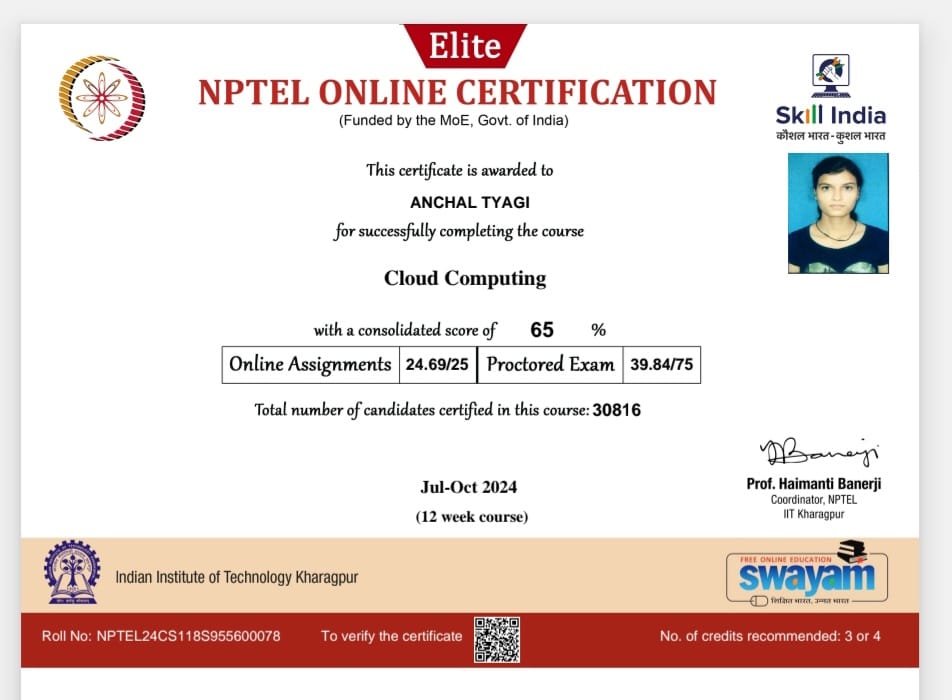 Elite
NPTEL ONLINE CERTIFICATION
(Funded by the MoE, Govt. of India)
Skill India
कौशल भारत - कुशल भारत
This certificate is awarded to
ANCHAL TYAGI
for successfully completing the course
Cloud Computing
with a consolidated score of 65 %
Online Assignments 24.69/25 Proctored Exam 39.84/75
Total number of candidates certified in this course: 30816
Prof. Haimanti Banerji
Coordinator, NPTEL
IIT Kharagpur
Jul-Oct 2024
(12 week course)
Indian Institute of Technology Kharagpur
FREE ONLINE EDUCATION
swayam
शिक्षित भारत, उन्नत भारत
Roll No: NPTEL24CS118S955600078 To verify the certificate No. of credits recommended: 3 or 4